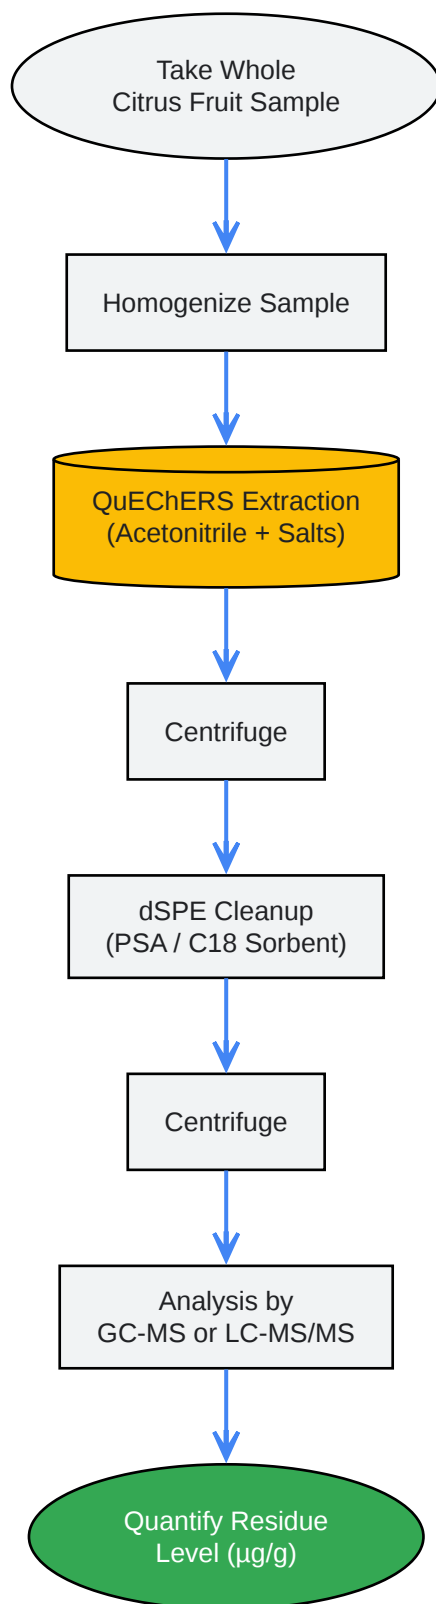 Take Whole
Citrus Fruit Sample
Homogenize Sample
QuEChERS Extraction
(Acetonitrile + Salts)
Centrifuge
dSPE Cleanup
(PSA / C18 Sorbent)
Centrifuge
Analysis by
GC-MS or LC-MS/MS
Quantify Residue
Level (µg/g)